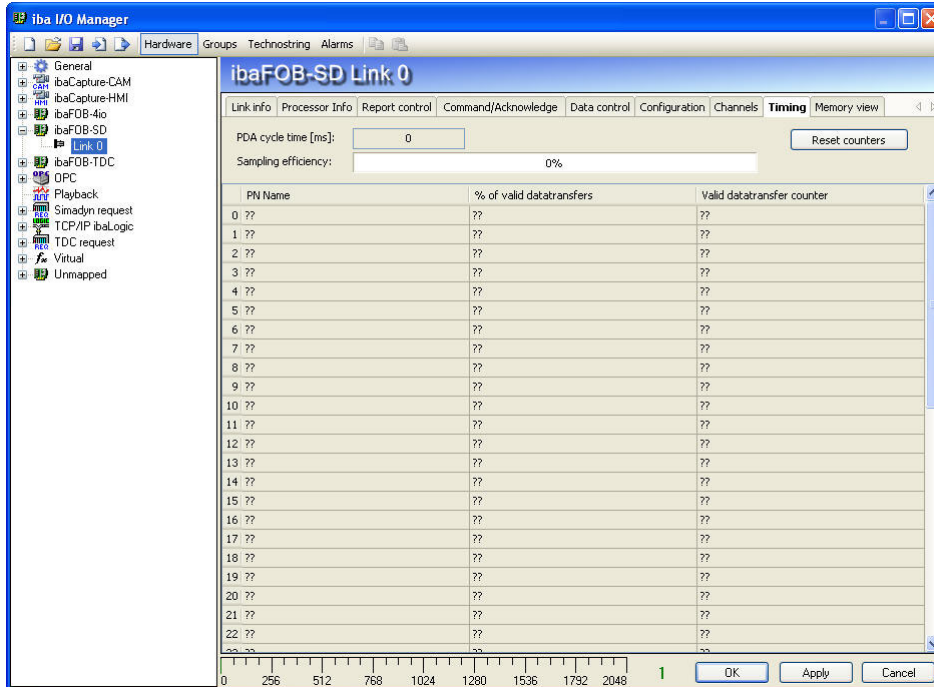 iba I/O Manager
Hardware Groups Technostring Alarms
General
ibaCapture-CAM
ibaCapture-HMI
ibaFOB-4io
ibaFOB-SD
Link 0
ibaFOB-TDC
OPC
Playback
Simadyn request
TCP/IP ibaLogic
TDC request
Virtual
Unmapped
ibaFOB-SD Link 0
Link info Processor Info Report control Command/Acknowledge Data control Configuration Channels Timing Memory view
PDA cycle time [ms]: 0 Reset counters
Sampling efficiency: 0%
PN Name % of valid datatransfers Valid datatransfer counter
0 ?? ?? ??
1 ?? ?? ??
2 ?? ?? ??
3 ?? ?? ??
4 ?? ?? ??
5 ?? ?? ??
6 ?? ?? ??
7 ?? ?? ??
8 ?? ?? ??
9 ?? ?? ??
10 ?? ?? ??
11 ?? ?? ??
12 ?? ?? ??
13 ?? ?? ??
14 ?? ?? ??
15 ?? ?? ??
16 ?? ?? ??
17 ?? ?? ??
18 ?? ?? ??
19 ?? ?? ??
20 ?? ?? ??
21 ?? ?? ??
22 ?? ?? ??
0 256 512 768 1024 1280 1536 1792 2048 1 OK Apply Cancel